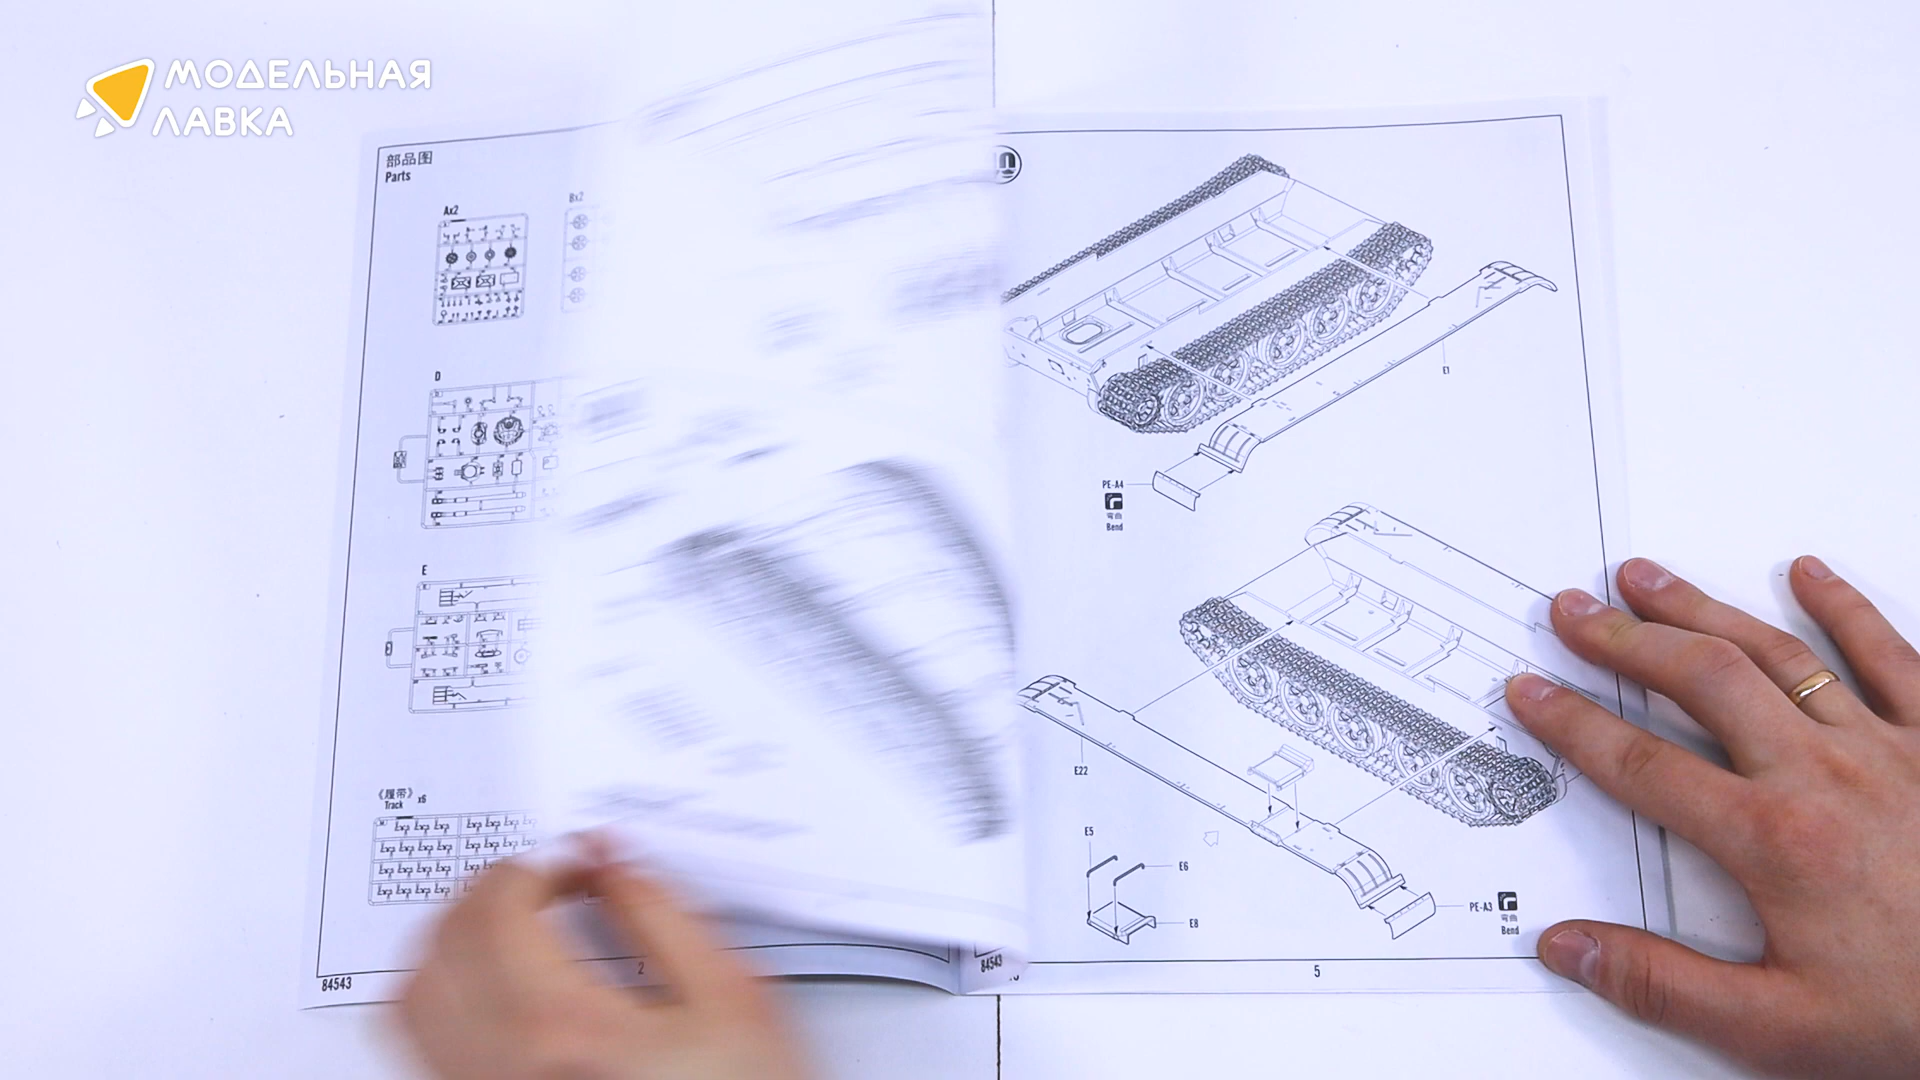 МОДЕЛЬНАЯ
ЛАВКА
部品图
Parts
Ax2
Bx2
D
E
《履带》
Track
x6
84543
2
E1
PE-A4
弯曲
Bend
E22
E5
E6
E8
PE-A3
弯曲
Bend
84543
5